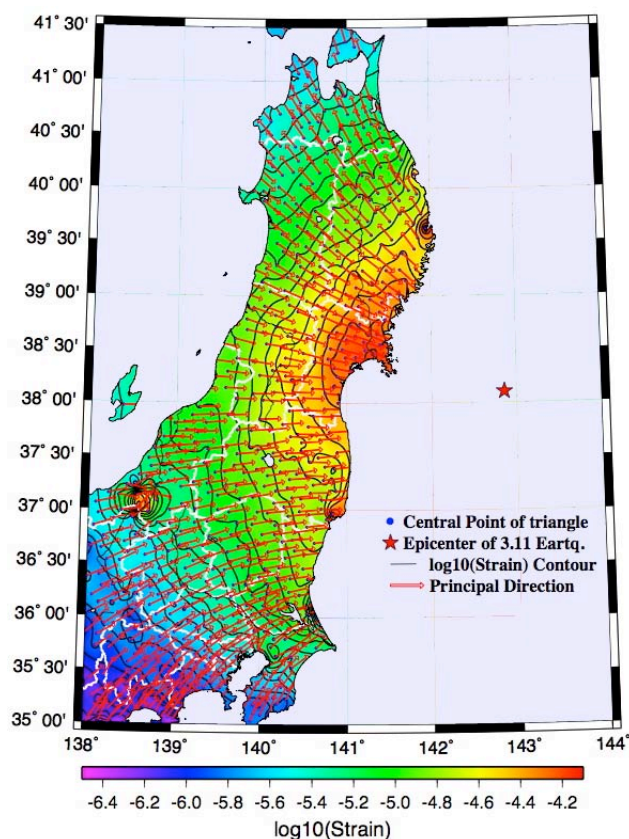 41˚ 30'
41˚ 00'
40˚ 30'
40˚ 00'
39˚ 30'
39˚ 00'
38˚ 30'
38˚ 00'
37˚ 30'
37˚ 00'
36˚ 30'
36˚ 00'
35˚ 30'
35˚ 00'
Central Point of triangle
Epicenter of 3.11 Eartq.
log10(Strain) Contour
Principal Direction
138˚ 139˚ 140˚ 141˚ 142˚ 143˚ 144˚
-6.4 -6.2 -6.0 -5.8 -5.6 -5.4 -5.2 -5.0 -4.8 -4.6 -4.4 -4.2
log10(Strain)